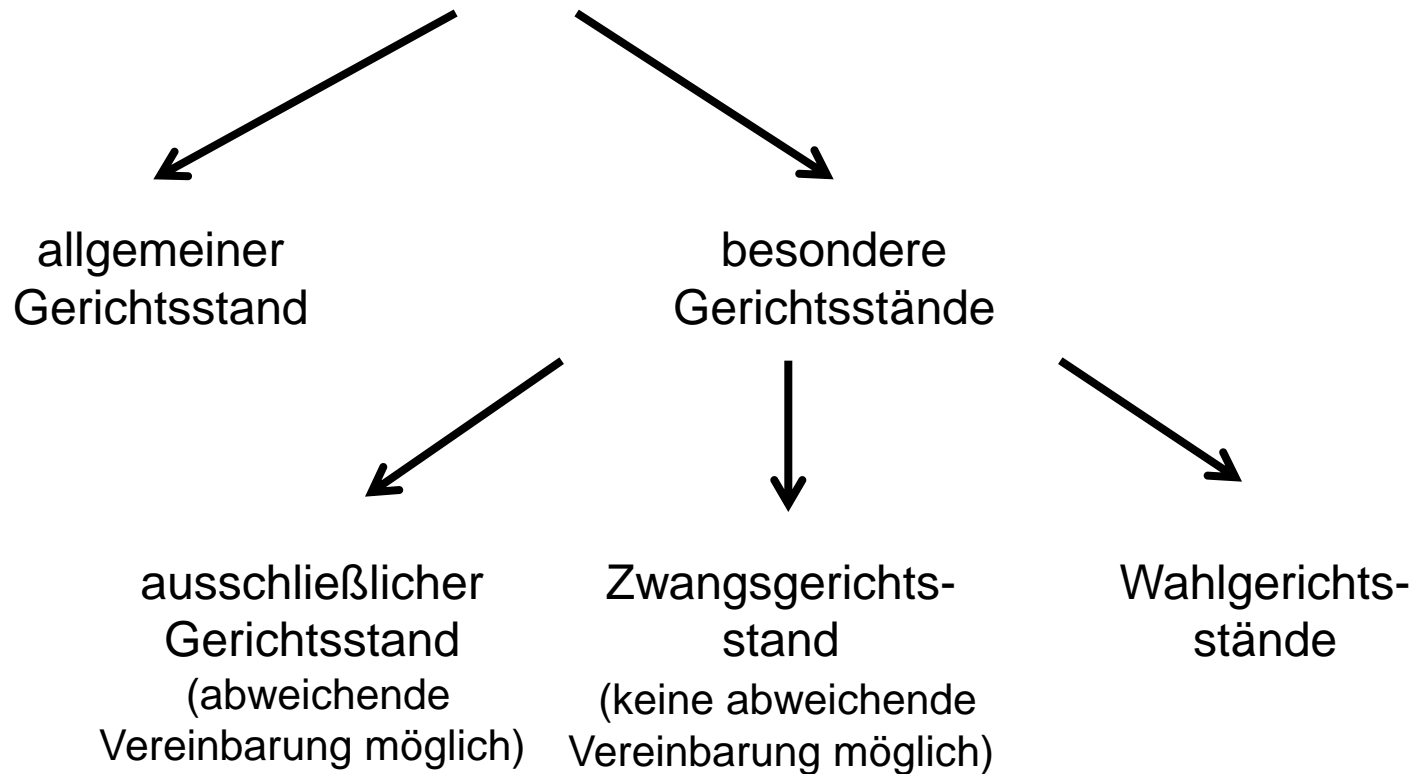 allgemeiner
Gerichtsstand
besondere
Gerichtsstände
ausschließlicher
Gerichtsstand
(abweichende
Vereinbarung möglich)
Zwangsgerichts-
stand
(keine abweichende
Vereinbarung möglich)
Wahlgerichts-
stände